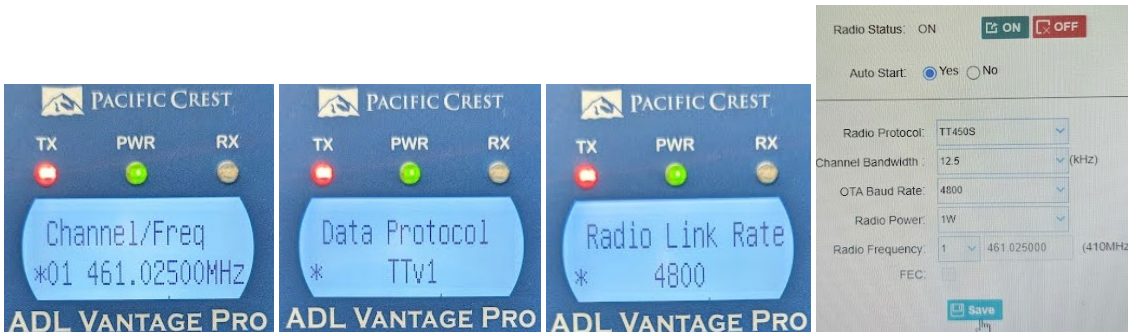 PACIFIC CREST
TX PWR RX
Channel/Freq
*01 461.02500MHz
ADL VANTAGE PRO
PACIFIC CREST
TX PWR RX
Data Protocol
* TTv1
ADL VANTAGE PRO
PACIFIC CREST
TX PWR RX
Radio Link Rate
* 4800
ADL VANTAGE PRO
Radio Status: ON ON OFF
Auto Start: Yes No
Radio Protocol: TT450S
Channel Bandwidth : 12.5 (kHz)
OTA Baud Rate: 4800
Radio Power: 1W
Radio Frequency: 1 461.025000 (410MHz
FEC:
Save